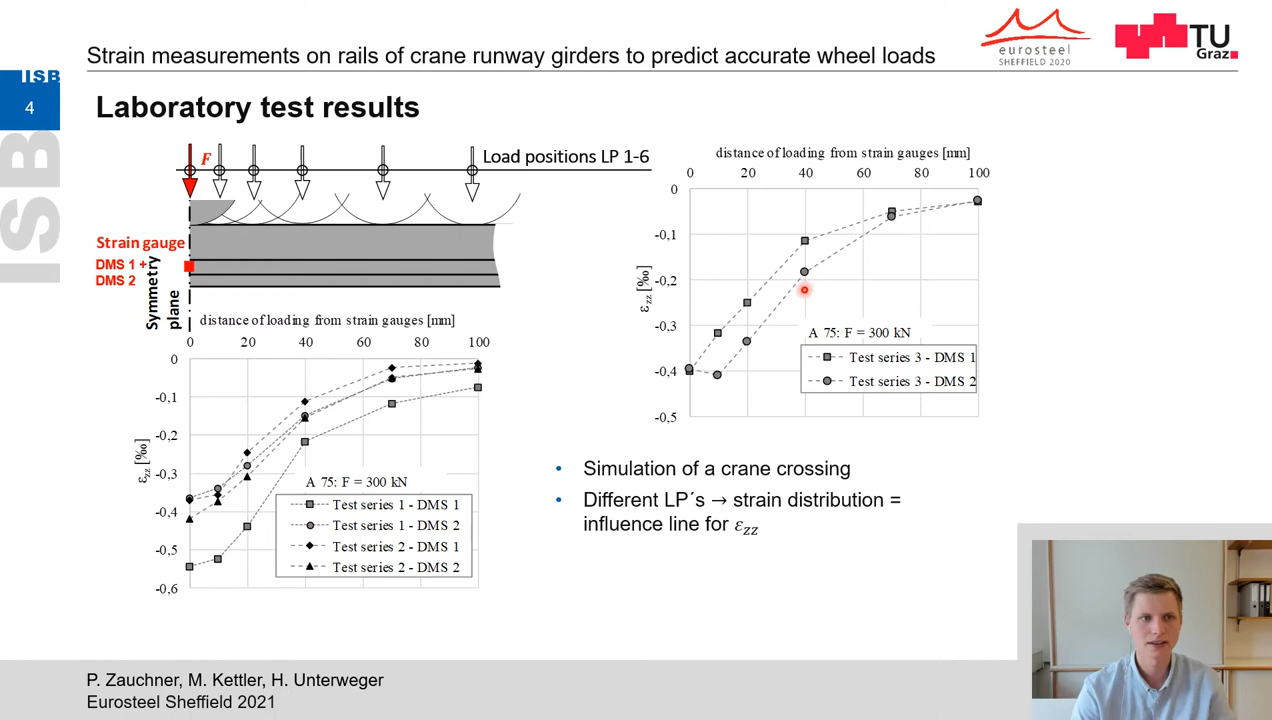 Strain measurements on rails of crane runway girders to predict accurate wheel loads
eurosteel
SHEFFIELD 2020
TU
Graz
ISB
4
ISB
Laboratory test results
F
Load positions LP 1-6
Strain gauge
DMS 1 +
DMS 2
Symmetry
plane
distance of loading from strain gauges [mm]
0 20 40 60 80 100
0
-0,1
-0,2
-0,3
-0,4
-0,5
-0,6
εzz [‰]
A 75: F = 300 kN
Test series 1 - DMS 1
Test series 1 - DMS 2
Test series 2 - DMS 1
Test series 2 - DMS 2
distance of loading from strain gauges [mm]
0 20 40 60 80 100
0
-0,1
-0,2
-0,3
-0,4
-0,5
εzz [‰]
A 75: F = 300 kN
Test series 3 - DMS 1
Test series 3 - DMS 2
• Simulation of a crane crossing
• Different LP´s → strain distribution =
influence line for εzz
P. Zauchner, M. Kettler, H. Unterweger
Eurosteel Sheffield 2021